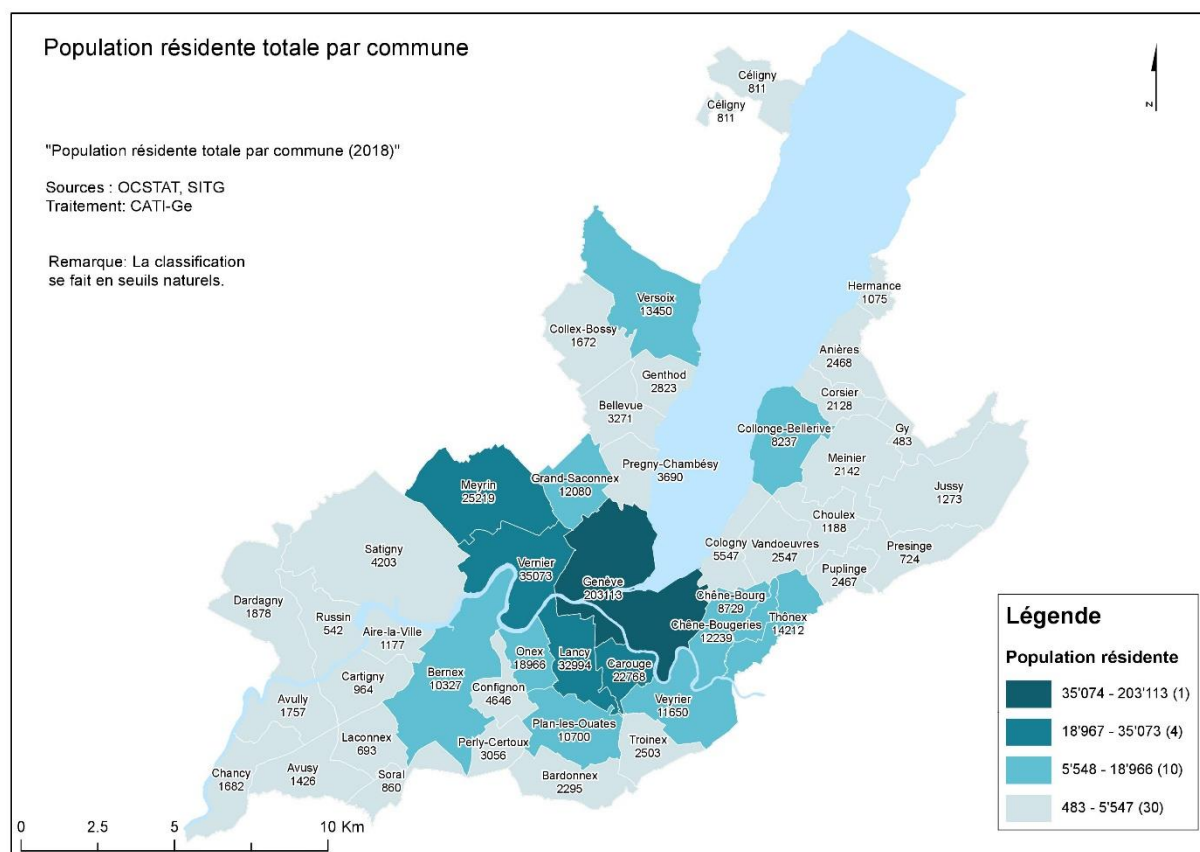 Population résidente totale par commune
"Population résidente totale par commune (2018)"
Sources : OCSTAT, SITG
Traitement: CATI-Ge
Remarque: La classification
se fait en seuils naturels.
N
Céligny
811
Céligny
811
Versoix
13450
Collex-Bossy
1672
Hermance
1075
Anières
2468
Genthod
2823
Corsier
2128
Bellevue
3271
Collonge-Bellerive
8237
Gy
483
Meinier
2142
Pregny-Chambésy
3690
Grand-Saconnex
12080
Meyrin
25219
Jussy
1273
Choulex
1188
Satigny
4203
Vernier
35073
Cologny
5547
Vandoeuvres
2547
Presinge
724
Genève
203113
Puplinge
2467
Dardagny
1878
Russin
542
Aire-la-Ville
1177
Chêne-Bourg
8729
Chêne-Bougeries
12239
Thônex
14212
Onex
18966
Lancy
32994
Carouge
22768
Bernex
10327
Cartigny
964
Confignon
4646
Veyrier
11650
Avully
1757
Plan-les-Ouates
10700
Laconnex
693
Perly-Certoux
3056
Troinex
2503
Chancy
1682
Avusy
1426
Soral
860
Bardonnex
2295
0 2.5 5 10 Km
Légende
Population résidente
35'074 - 203'113 (1)
18'967 - 35'073 (4)
5'548 - 18'966 (10)
483 - 5'547 (30)